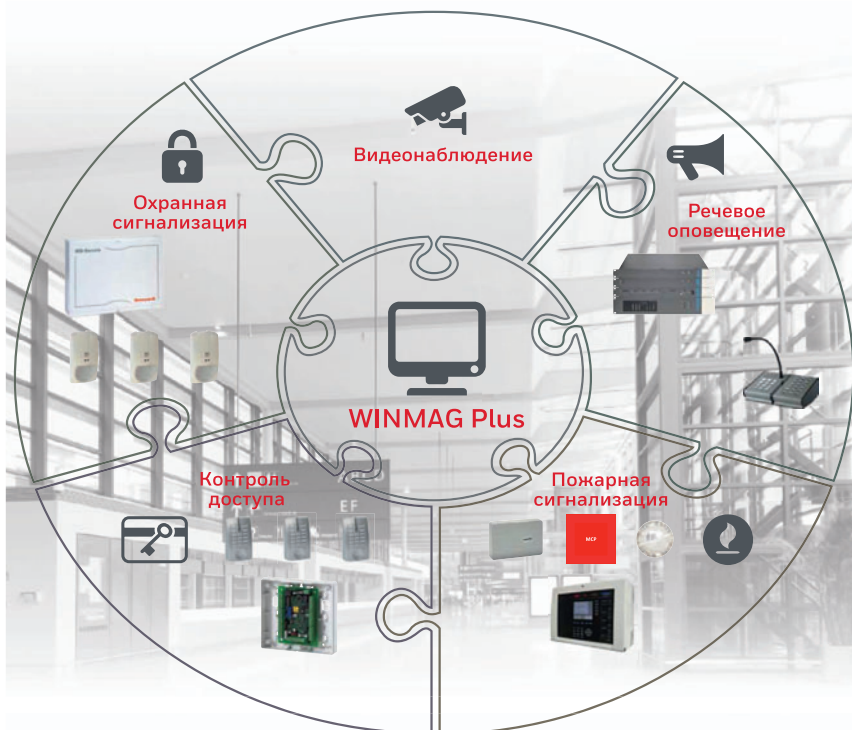 Видеонаблюдение
Охранная
сигнализация
Речевое
оповещение
WINMAG Plus
Контроль
доступа
EF
Пожарная
сигнализация
MCP